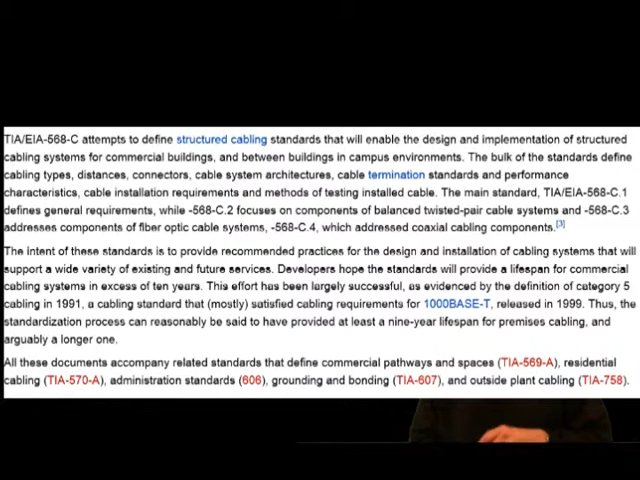 TIA/EIA-568-C attempts to define structured cabling standards that will enable the design and implementation of structured
cabling systems for commercial buildings, and between buildings in campus environments. The bulk of the standards define
cabling types, distances, connectors, cable system architectures, cable termination standards and performance
characteristics, cable installation requirements and methods of testing installed cable. The main standard, TIA/EIA-568-C.1
defines general requirements, while -568-C.2 focuses on components of balanced twisted-pair cable systems and -568-C.3
addresses components of fiber optic cable systems, -568-C.4, which addressed coaxial cabling components.[3]
The intent of these standards is to provide recommended practices for the design and installation of cabling systems that will
support a wide variety of existing and future services. Developers hope the standards will provide a lifespan for commercial
cabling systems in excess of ten years. This effort has been largely successful, as evidenced by the definition of category 5
cabling in 1991, a cabling standard that (mostly) satisfied cabling requirements for 1000BASE-T, released in 1999. Thus, the
standardization process can reasonably be said to have provided at least a nine-year lifespan for premises cabling, and
arguably a longer one.
All these documents accompany related standards that define commercial pathways and spaces (TIA-569-A), residential
cabling (TIA-570-A), administration standards (606), grounding and bonding (TIA-607), and outside plant cabling (TIA-758).